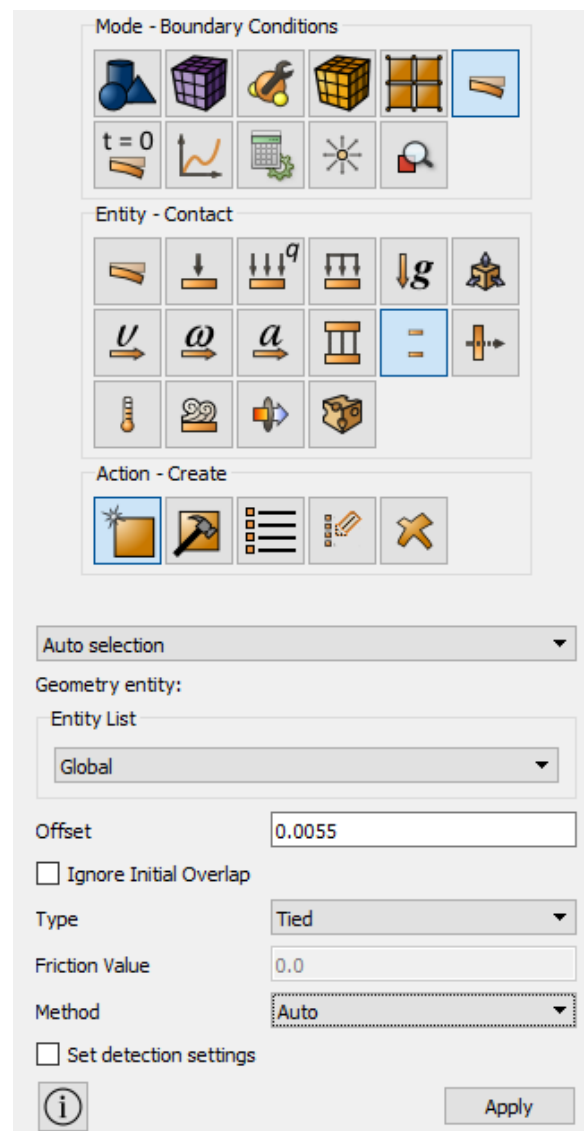 Mode - Boundary Conditions
t = 0
Entity - Contact
q
g
υ ω a
Action - Create
Auto selection
Geometry entity:
Entity List
Global
Offset 0.0055
Ignore Initial Overlap
Type Tied
Friction Value 0.0
Method Auto
Set detection settings
i Apply